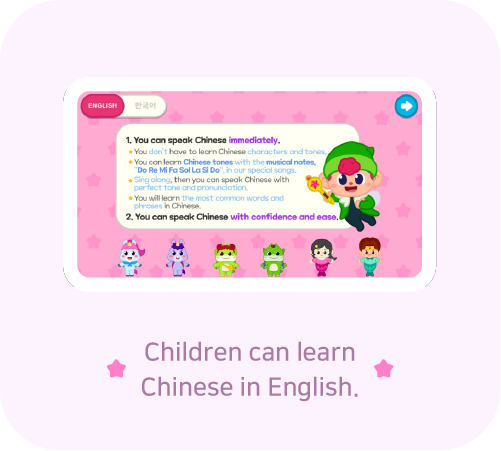 ENGLISH
한국어
1. You can speak Chinese immediately.
You don't have to learn Chinese characters and tones.
You can learn Chinese tones with the musical notes,
"Do Re Mi Fa Sol La Si Do", in our special songs.
Sing along, then you can speak Chinese with
perfect tone and pronunciation.
You will learn the most common words and
phrases in Chinese.
2. You can speak Chinese with confidence and ease.
Children can learn
Chinese in English.